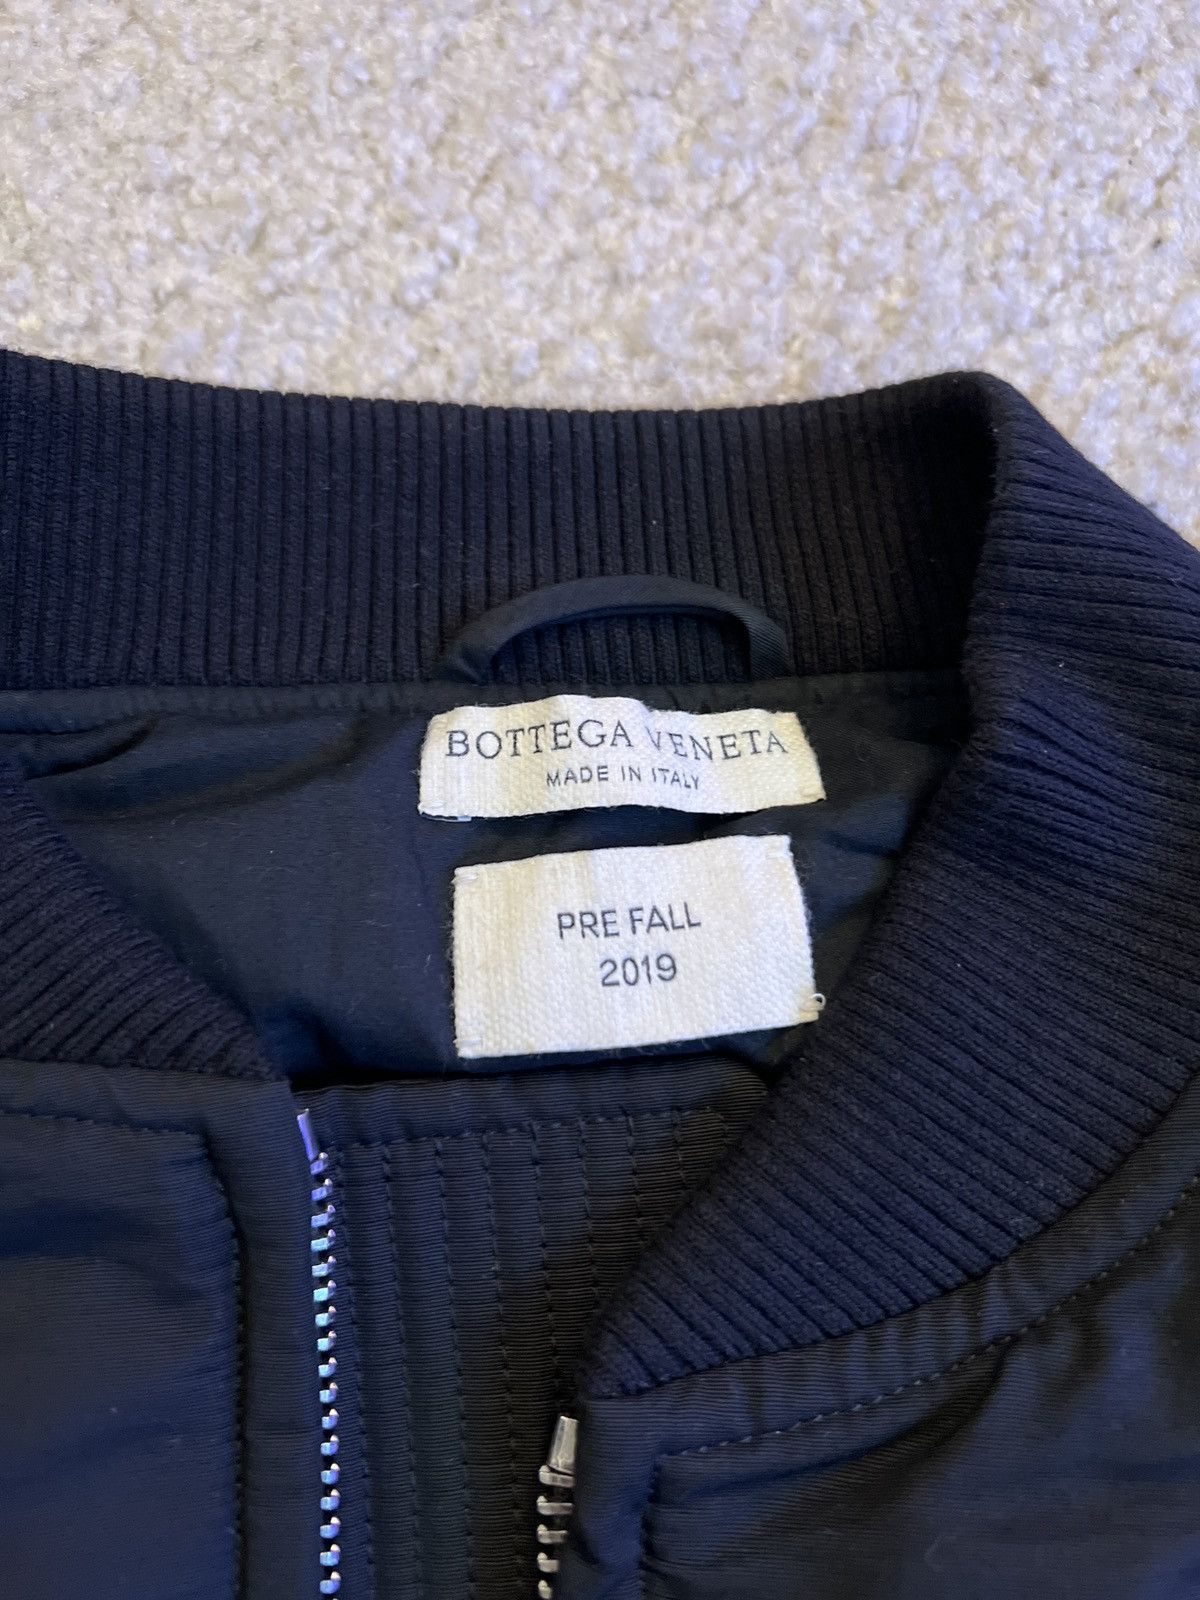 BOTTEGA VENETA
MADE IN ITALY
PRE FALL
2019